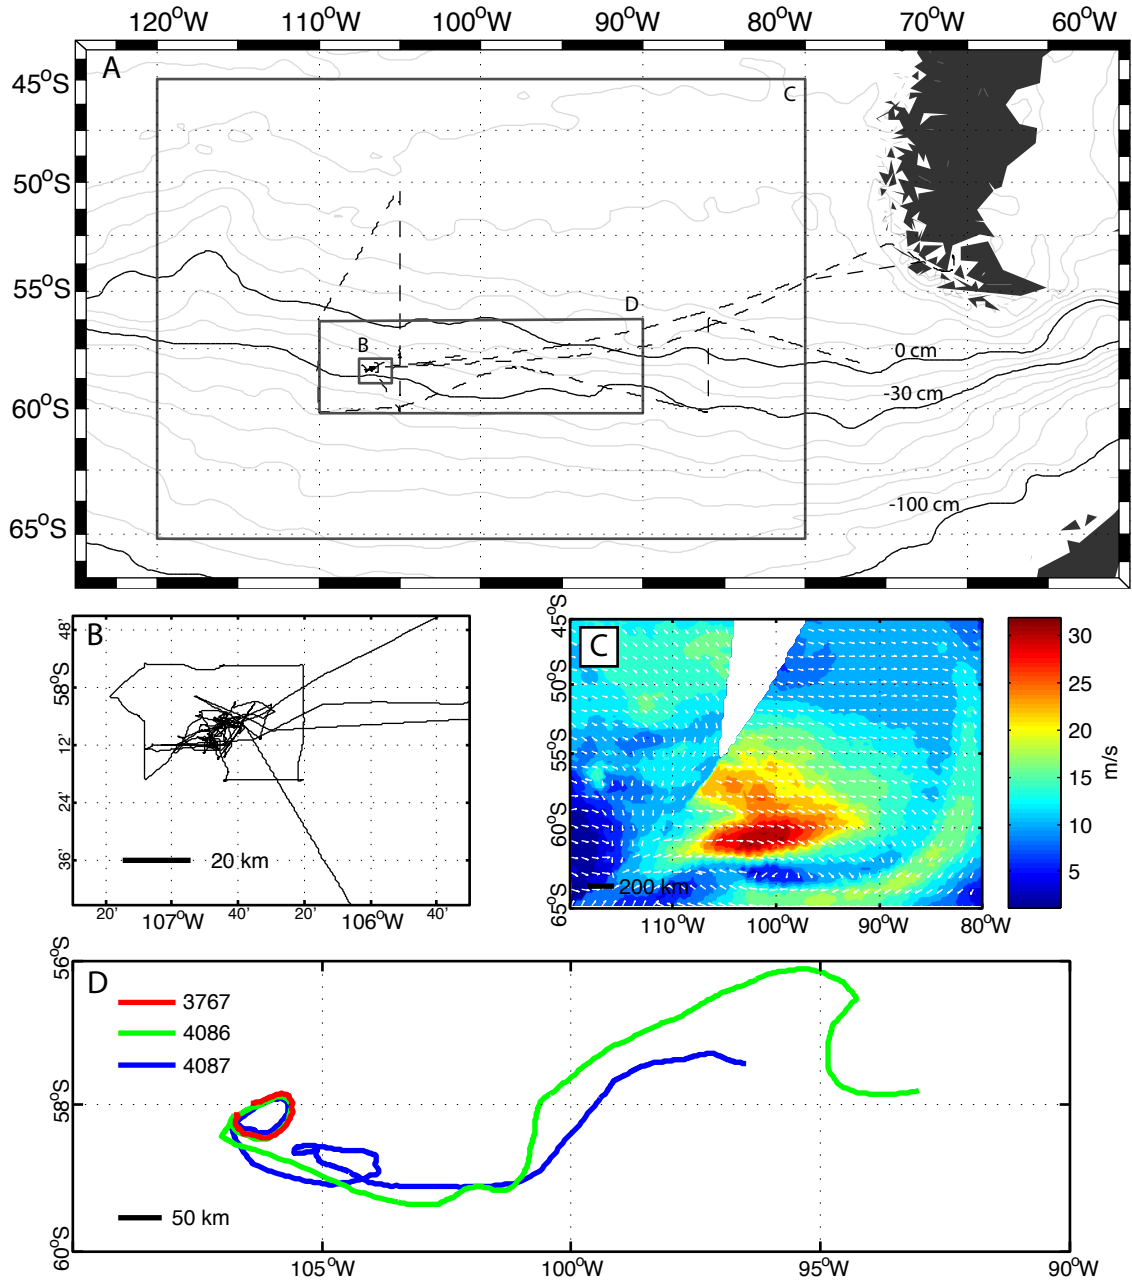 120°W 110°W 100°W 90°W 80°W 70°W 60°W
A
C
45°S
50°S
55°S
60°S
65°S
D
B
0 cm
-30 cm
-100 cm
B
48'
58°S
12'
24'
36'
20 km
20' 107°W 40' 20' 106°W 40'
C
45°S
50°S
55°S
60°S
65°S
200 km
110°W 100°W 90°W 80°W
30
25
20
15
10
5
m/s
D
3767
4086
4087
50 km
56°S
58°S
60°S
105°W 100°W 95°W 90°W